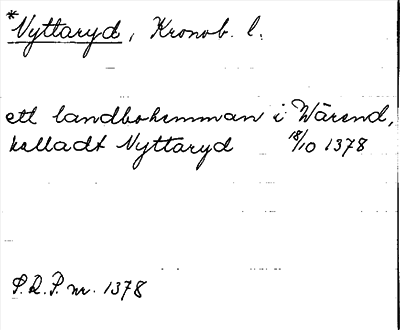 *Nyttaryd, Kronob. l.
ett landbohemman i Wärend,
kalladt Nyttaryd 18/10 1378
S.R.P. nr. 1378